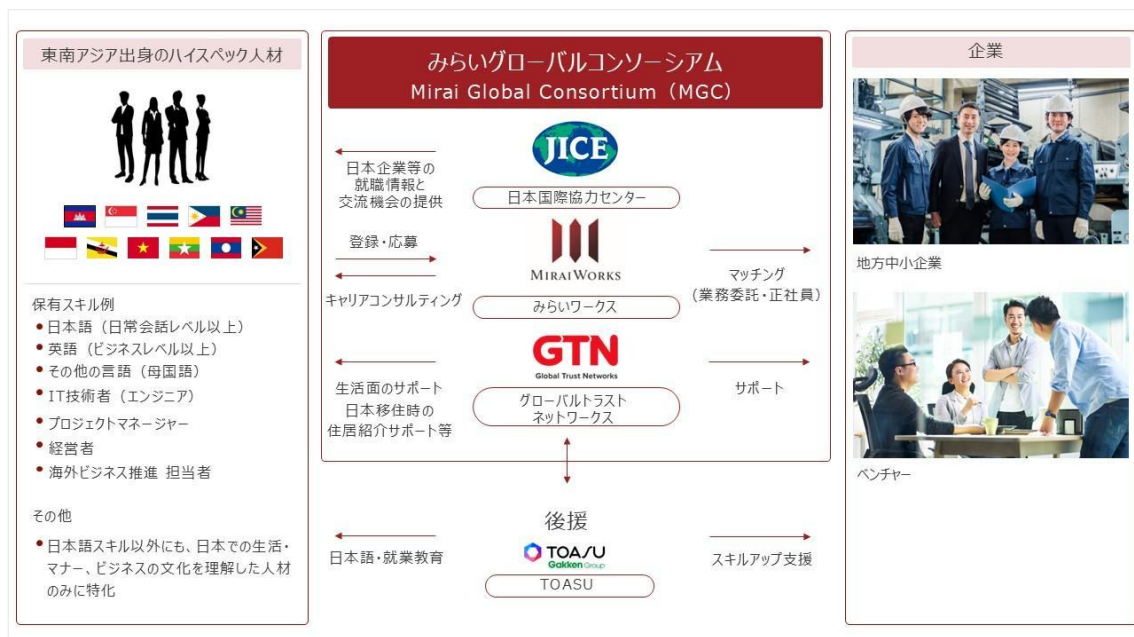 東南アジア出身のハイスペック人材
保有スキル例
• 日本語（日常会話レベル以上）
• 英語（ビジネスレベル以上）
• その他の言語（母国語）
• IT技術者（エンジニア）
• プロジェクトマネージャー
• 経営者
• 海外ビジネス推進 担当者
その他
• 日本語スキル以外にも、日本での生活・
マナー、ビジネスの文化を理解した人材
のみに特化
みらいグローバルコンソーシアム
Mirai Global Consortium（MGC）
日本企業等の
就職情報と
交流機会の提供
JICE
日本国際協力センター
登録・応募
キャリアコンサルティング
MIRAIWORKS
みらいワークス
マッチング
（業務委託・正社員）
生活面のサポート
日本移住時の
住居紹介サポート等
GTN
Global Trust Networks
グローバルトラスト
ネットワークス
サポート
後援
日本語・就業教育
TOASU
Gakken Group
TOASU
スキルアップ支援
企業
地方中小企業
ベンチャー